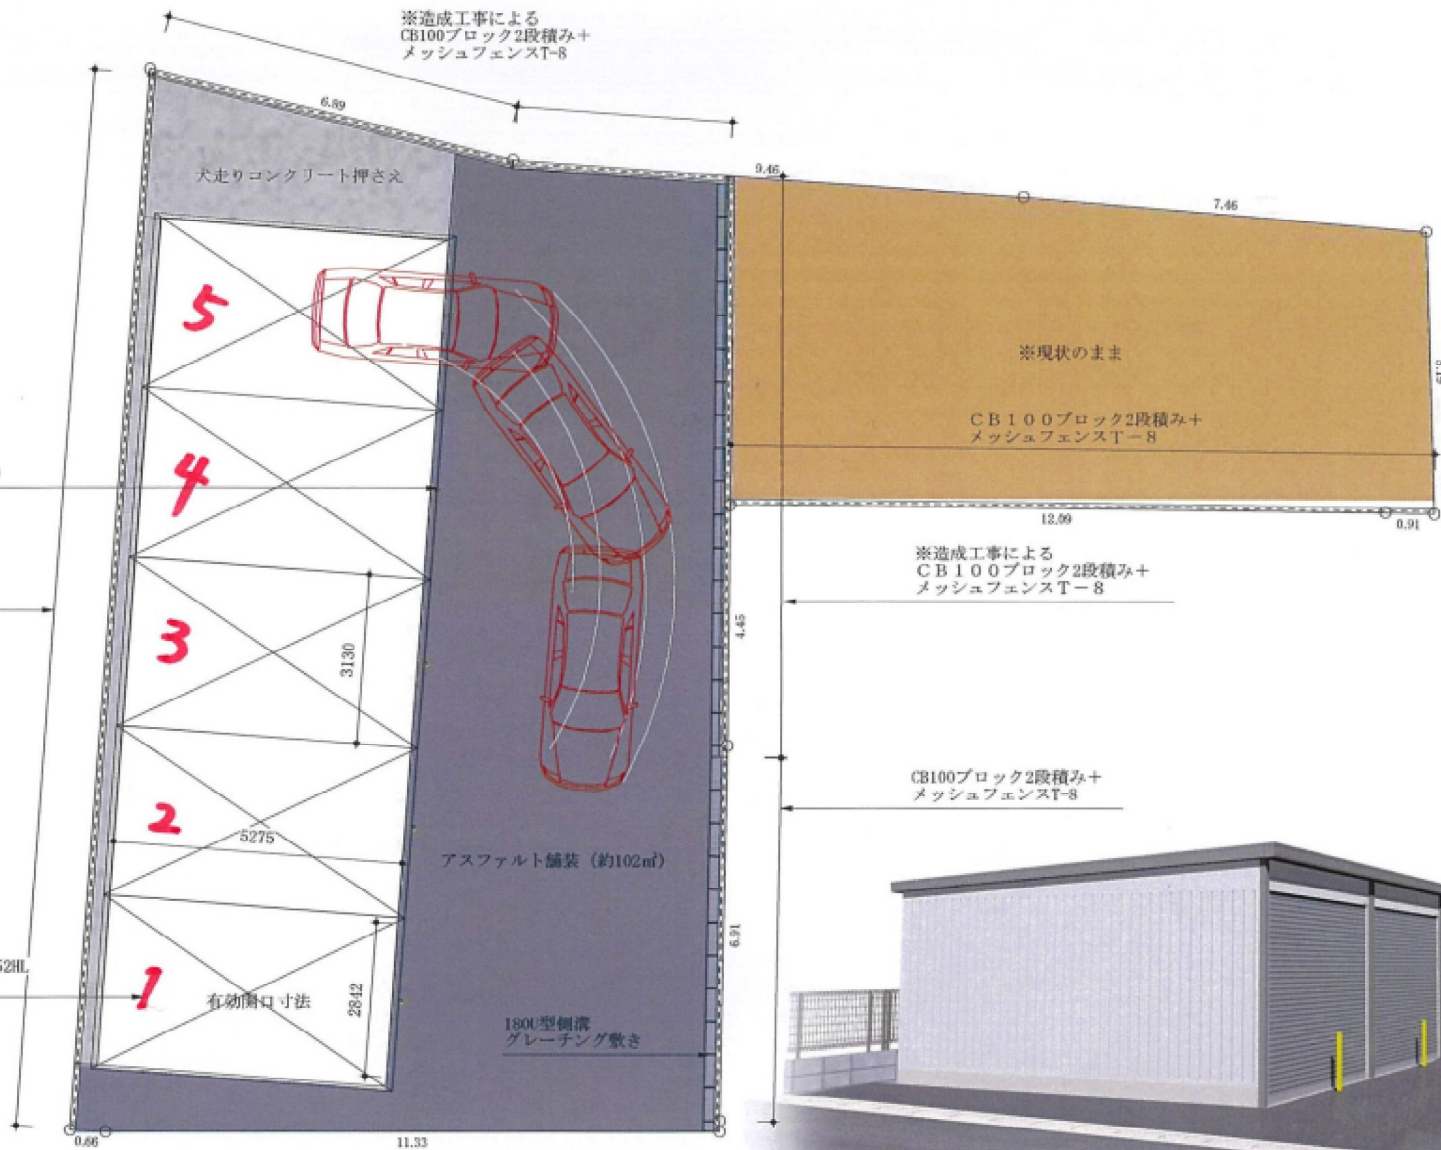 ※造成工事による
CB100ブロック2段積み+
メッシュフェンスT-8
6.89
犬走りコンクリート押さえ
9.46
7.46
5
※現状のまま
CB100ブロック2段積み+
メッシュフェンスT-8
4
12.09
0.91
※造成工事による
CB100ブロック2段積み+
メッシュフェンスT-8
3
3130
4.45
CB100ブロック2段積み+
メッシュフェンスT-8
2
5275
アスファルト舗装(約102㎡)
6.91
52HL
1
有効開口寸法
2842
180U型側溝
グレーチング敷き
0.66
11.33